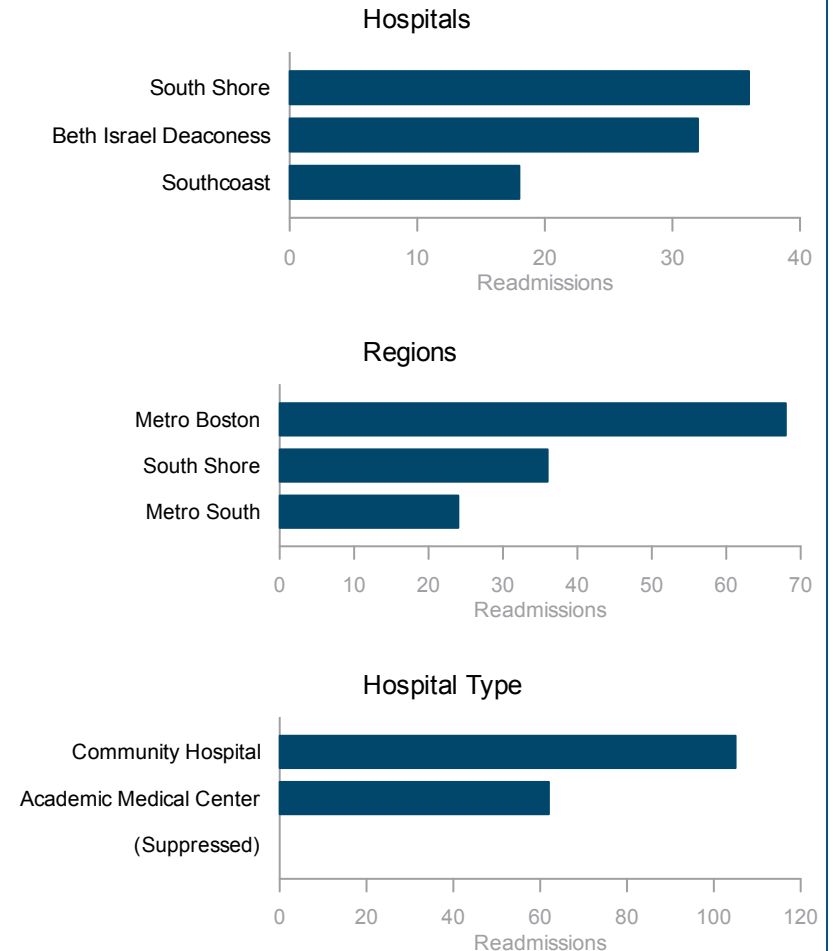 Hospitals
South Shore
Beth Israel Deaconess
Southcoast
0 10 20 30 40
Readmissions
Regions
Metro Boston
South Shore
Metro South
0 10 20 30 40 50 60 70
Readmissions
Hospital Type
Community Hospital
Academic Medical Center
(Suppressed)
0 20 40 60 80 100 120
Readmissions